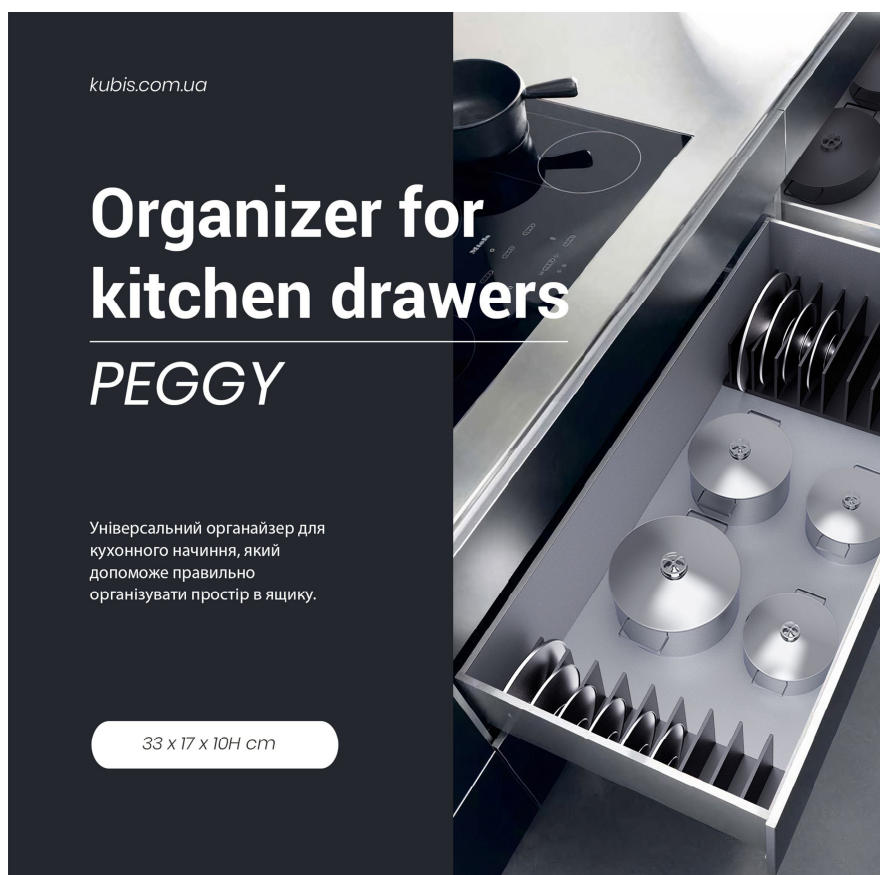 kubis.com.ua
Organizer for
kitchen drawers
PEGGY
Універсальний органайзер для
кухонного начиння, який
допоможе правильно
організувати простір в ящику.
33 x 17 x 10H cm
Miele